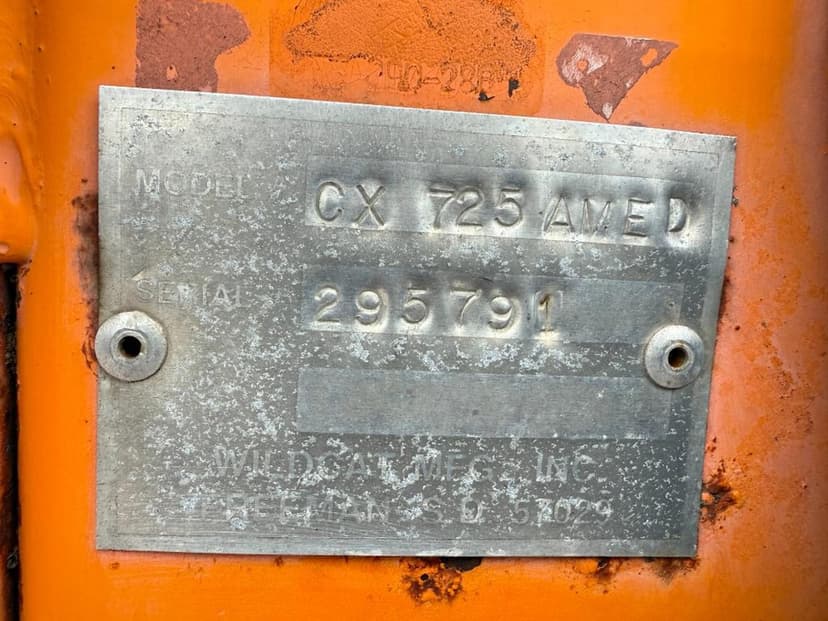 MODEL CX 725 AMED
SERIAL 295791
WILDCAT MFG. INC.
FREEMAN S.D. 57029